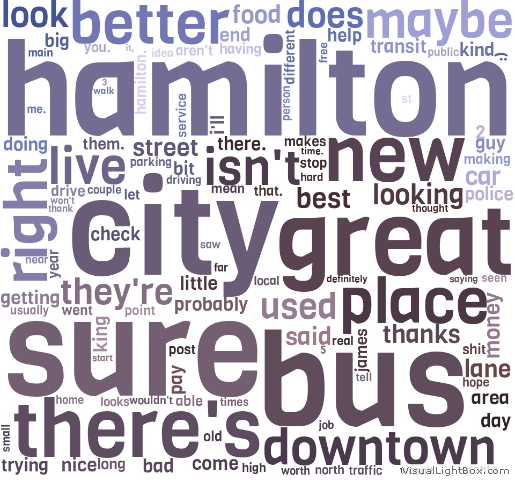 look better food does maybe
big main you. it, idea aren't having end different help transit public kind :(
hamilton
me. 3 walk hamilton. service i'll person free st
doing them. street there. makes time. 2 guy making
live parking bit driving isn't stop hard new car police
right drive couple let mean that. best looking
won't thank thought
near year city great
check saw far
getting they're little local definitely saying seen
usually went point probably used place money
sure king start post pay said real 5 james tell thanks shit lane
bus hope area
home looks wouldn't able times job day
small there's old downtown
trying nice long bad come high worth north traffic
VisualLightBox.com